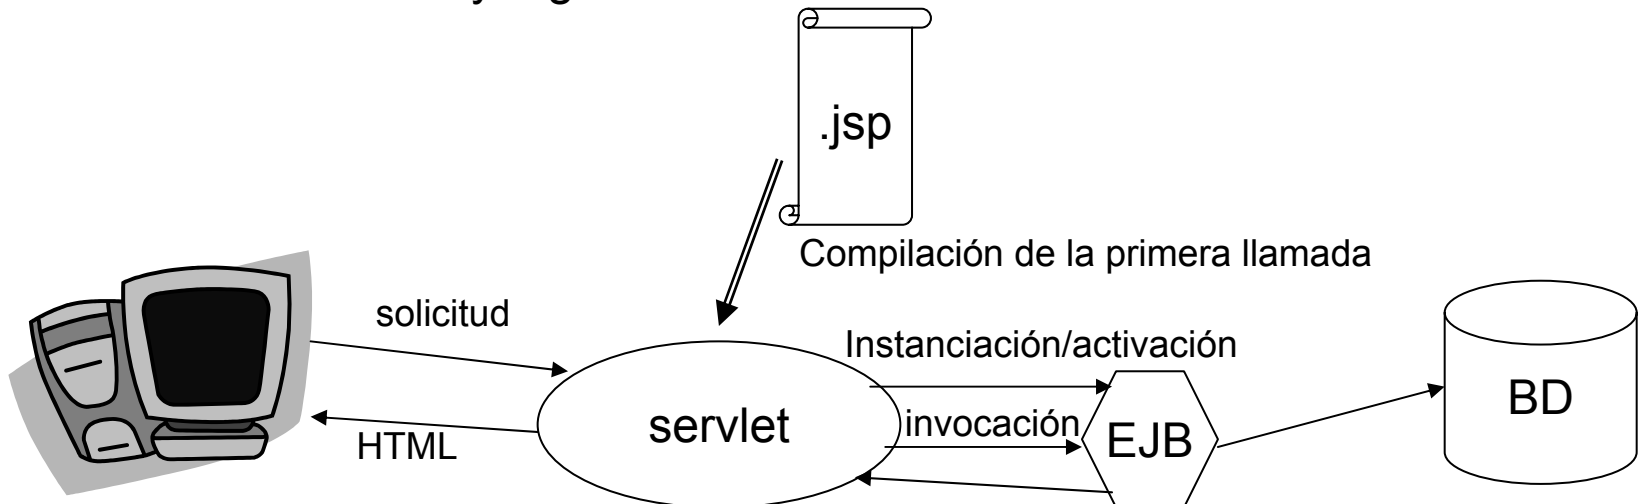 .jsp
Compilación de la primera llamada
solicitud
Instanciación/activación
BD
servlet
invocación
EJB
HTML